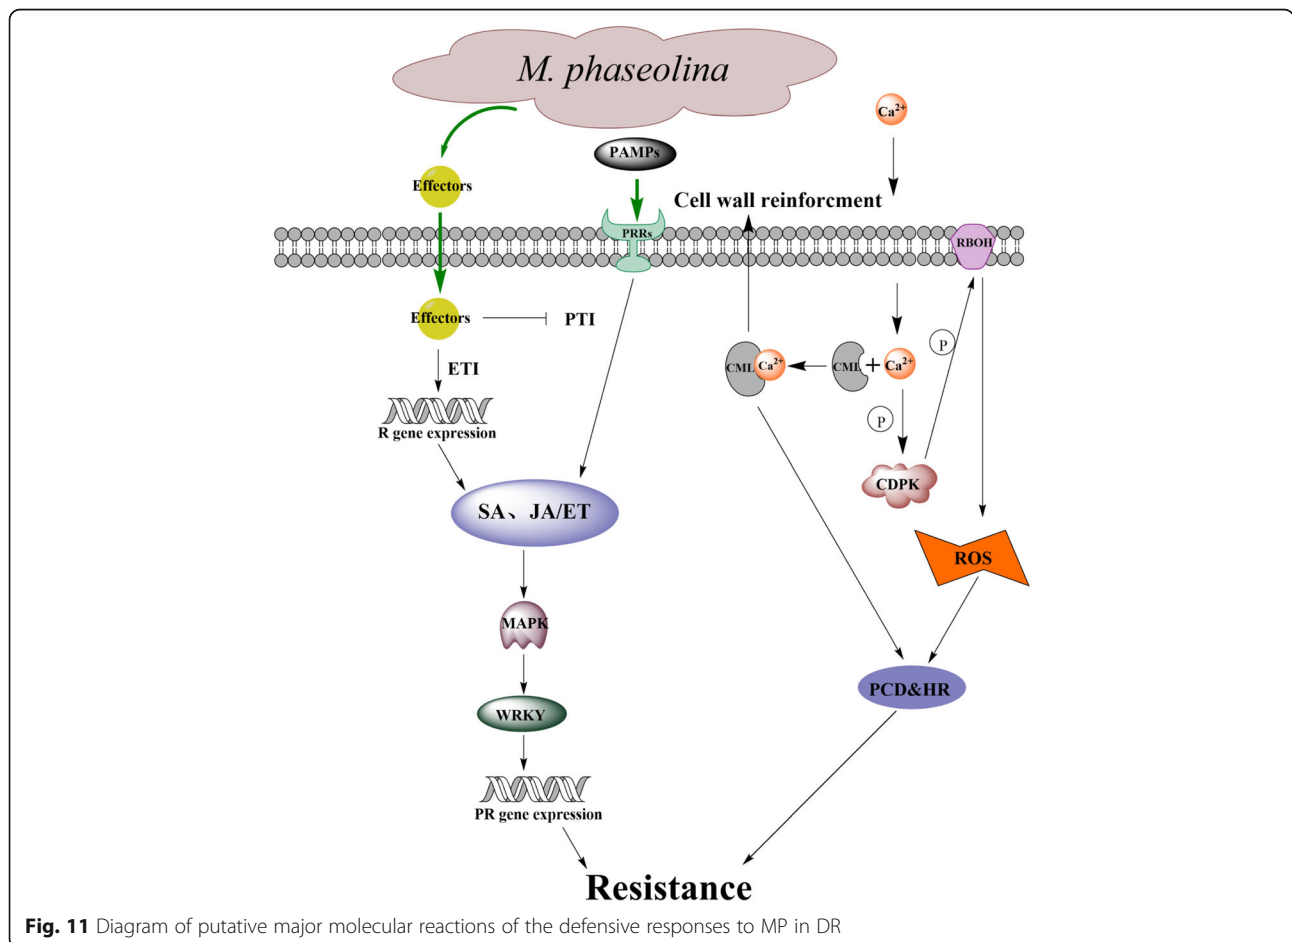 M. phaseolina
Ca2+
PAMPs
Effectors
Cell wall reinforcment
PRRs
RBOH
Effectors
PTI
P
ETI
CML
Ca2+
CML
+
Ca2+
R gene expression
P
CDPK
SA、JA/ET
ROS
MAPK
PCD&HR
WRKY
PR gene expression
Resistance
Fig. 11 Diagram of putative major molecular reactions of the defensive responses to MP in DR